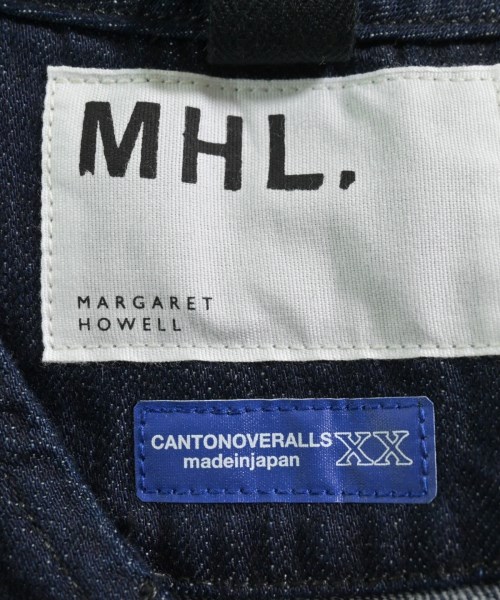 MHL.
MARGARET
HOWELL
CANTONOVERALLS XX
madeinjapan